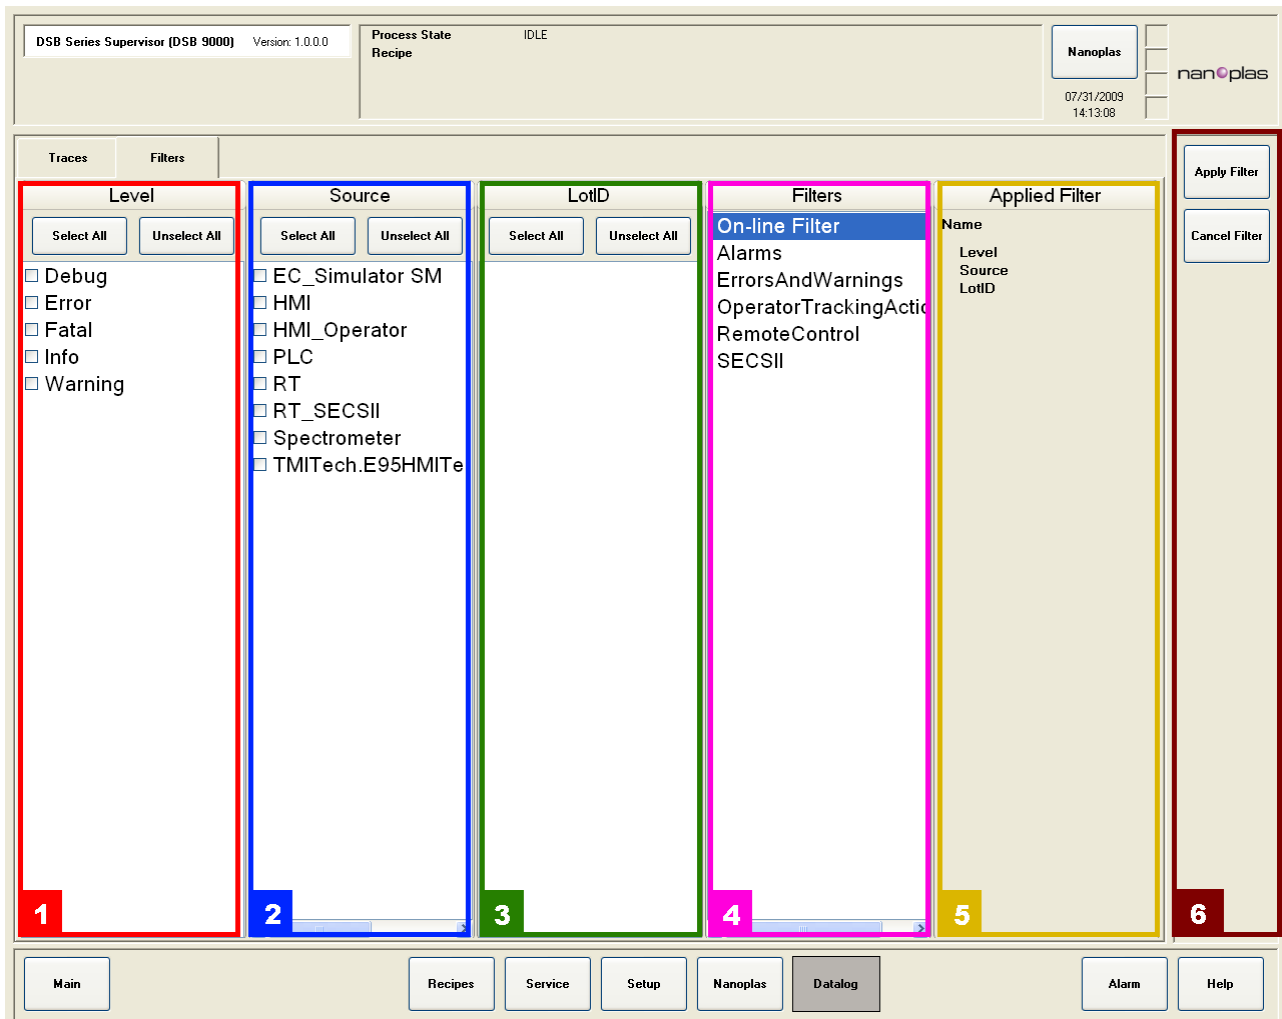 DSB Series Supervisor (DSB 9000) Version: 1.0.0.0
Process State IDLE
Recipe
Nanoplas
07/31/2009
14:13:08
nanoplas
Traces Filters
Level
Select All Unselect All
Debug
Error
Fatal
Info
Warning
1
Source
Select All Unselect All
EC_Simulator SM
HMI
HMI_Operator
PLC
RT
RT_SECSII
Spectrometer
TMITech.E95HMITe
2
LotID
Select All Unselect All
3
Filters
On-line Filter
Alarms
ErrorsAndWarnings
OperatorTrackingActio
RemoteControl
SECSII
4
Applied Filter
Name
Level
Source
LotID
5
Apply Filter
Cancel Filter
6
Main Recipes Service Setup Nanoplas Datalog Alarm Help